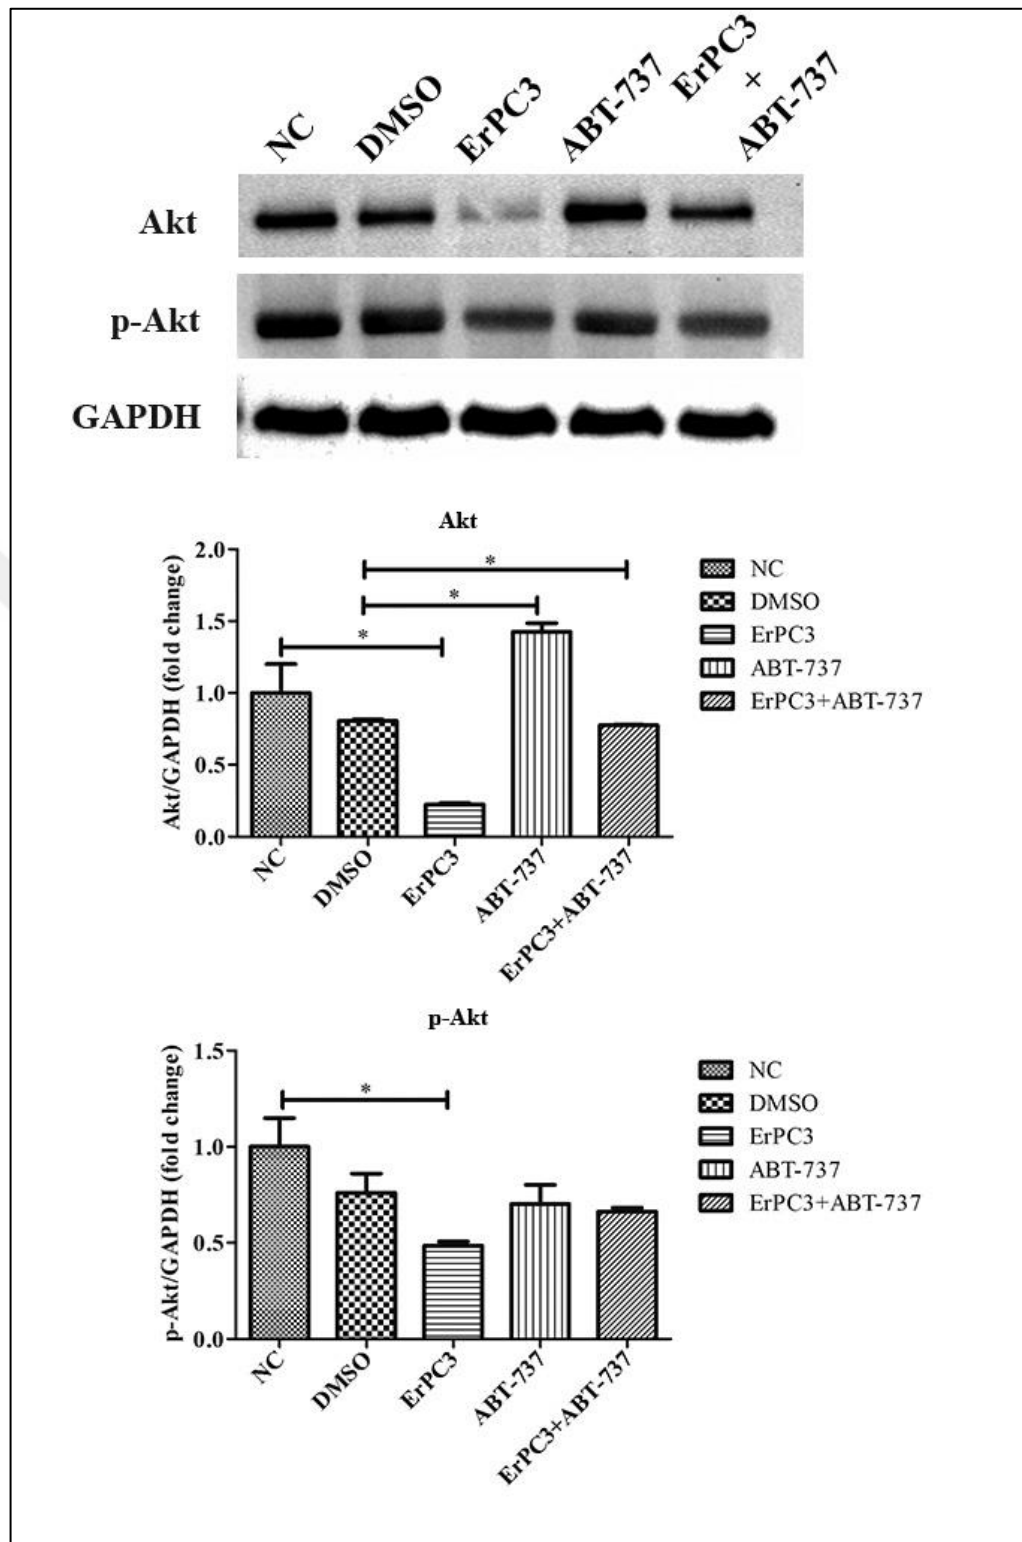 NC DMSO ErPC3 ABT-737 ErPC3 + ABT-737
Akt
p-Akt
GAPDH
Akt
Akt/GAPDH (fold change)
2.0
1.5
1.0
0.5
0.0
*
*
*
NC
DMSO
ErPC3
ABT-737
ErPC3+ABT-737
NC
DMSO
ErPC3
ABT-737
ErPC3+ABT-737
p-Akt
p-Akt/GAPDH (fold change)
1.5
1.0
0.5
0.0
*
NC
DMSO
ErPC3
ABT-737
ErPC3+ABT-737
NC
DMSO
ErPC3
ABT-737
ErPC3+ABT-737